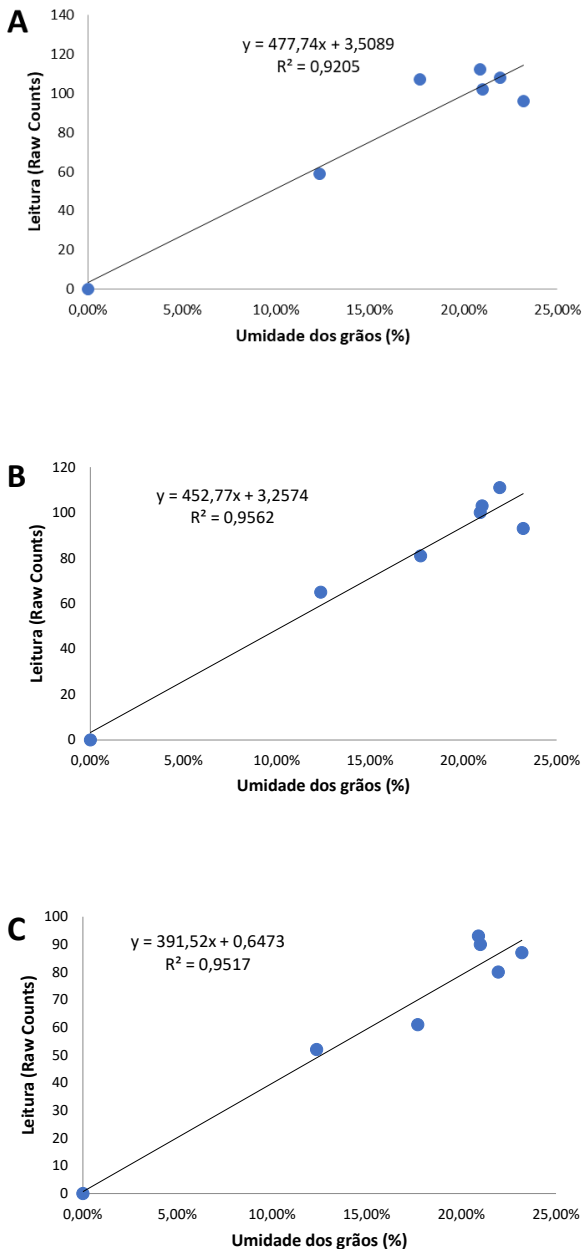 A
y = 477,74x + 3,5089
R² = 0,9205
Leitura (Raw Counts)
140
120
100
80
60
40
20
0
0,00% 5,00% 10,00% 15,00% 20,00% 25,00%
Umidade dos grãos (%)
B
y = 452,77x + 3,2574
R² = 0,9562
Leitura (Raw Counts)
120
100
80
60
40
20
0
0,00% 5,00% 10,00% 15,00% 20,00% 25,00%
Umidade dos grãos (%)
C
y = 391,52x + 0,6473
R² = 0,9517
Leitura (Raw Counts)
100
90
80
70
60
50
40
30
20
10
0
0,00% 5,00% 10,00% 15,00% 20,00% 25,00%
Umidade dos grãos (%)